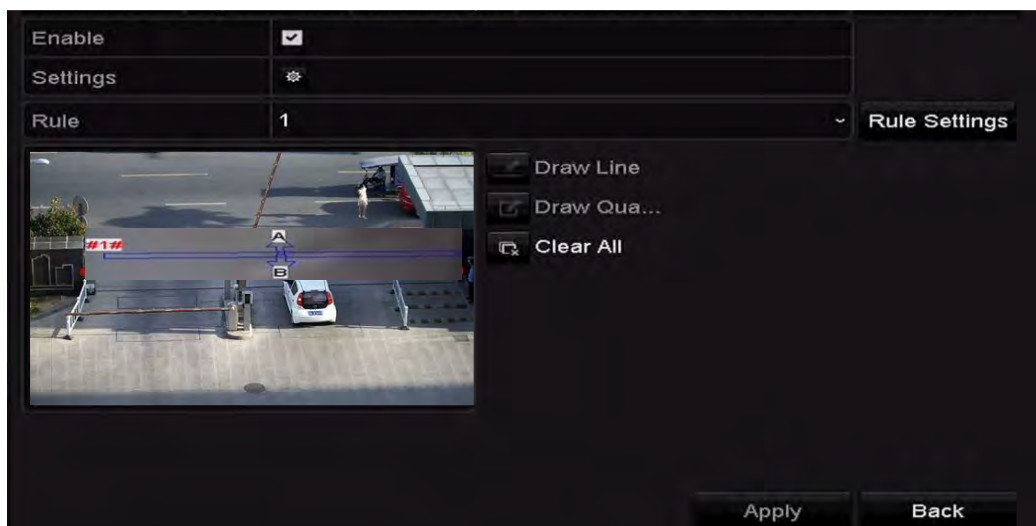 Enable
Settings
Rule 1 Rule Settings
Draw Line
Draw Qua...
Clear All
#1#
A
B
Apply Back